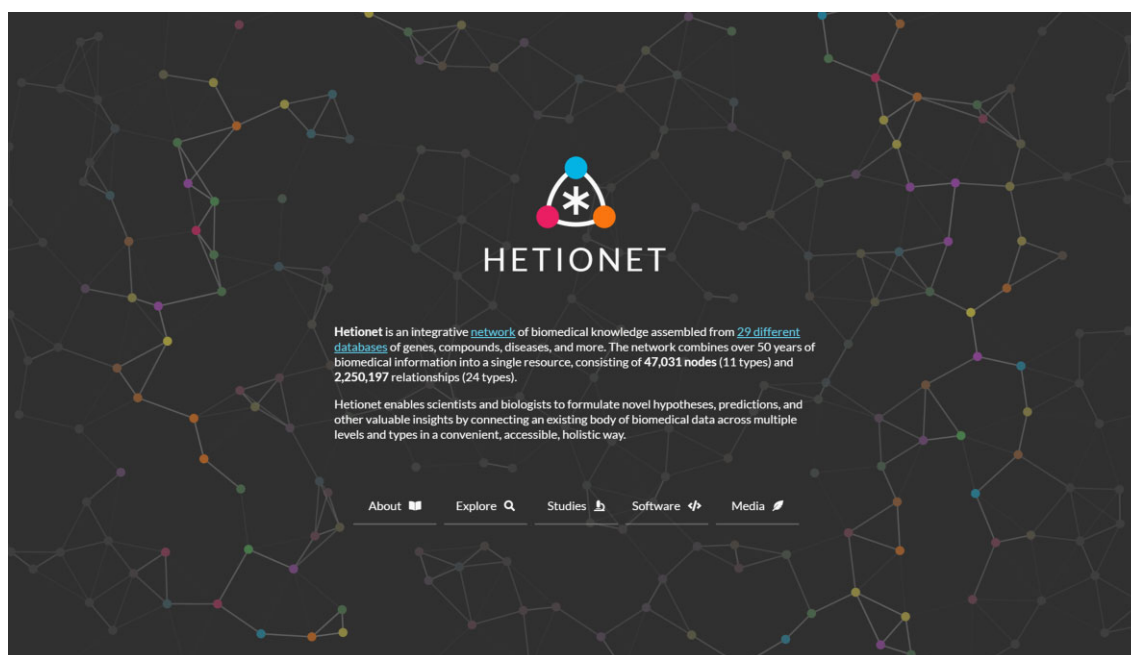 HETIONET
Hetionet is an integrative network of biomedical knowledge assembled from 29 different
databases of genes, compounds, diseases, and more. The network combines over 50 years of
biomedical information into a single resource, consisting of 47,031 nodes (11 types) and
2,250,197 relationships (24 types).
Hetionet enables scientists and biologists to formulate novel hypotheses, predictions, and
other valuable insights by connecting an existing body of biomedical data across multiple
levels and types in a convenient, accessible, holistic way.
About Explore Studies Software Media